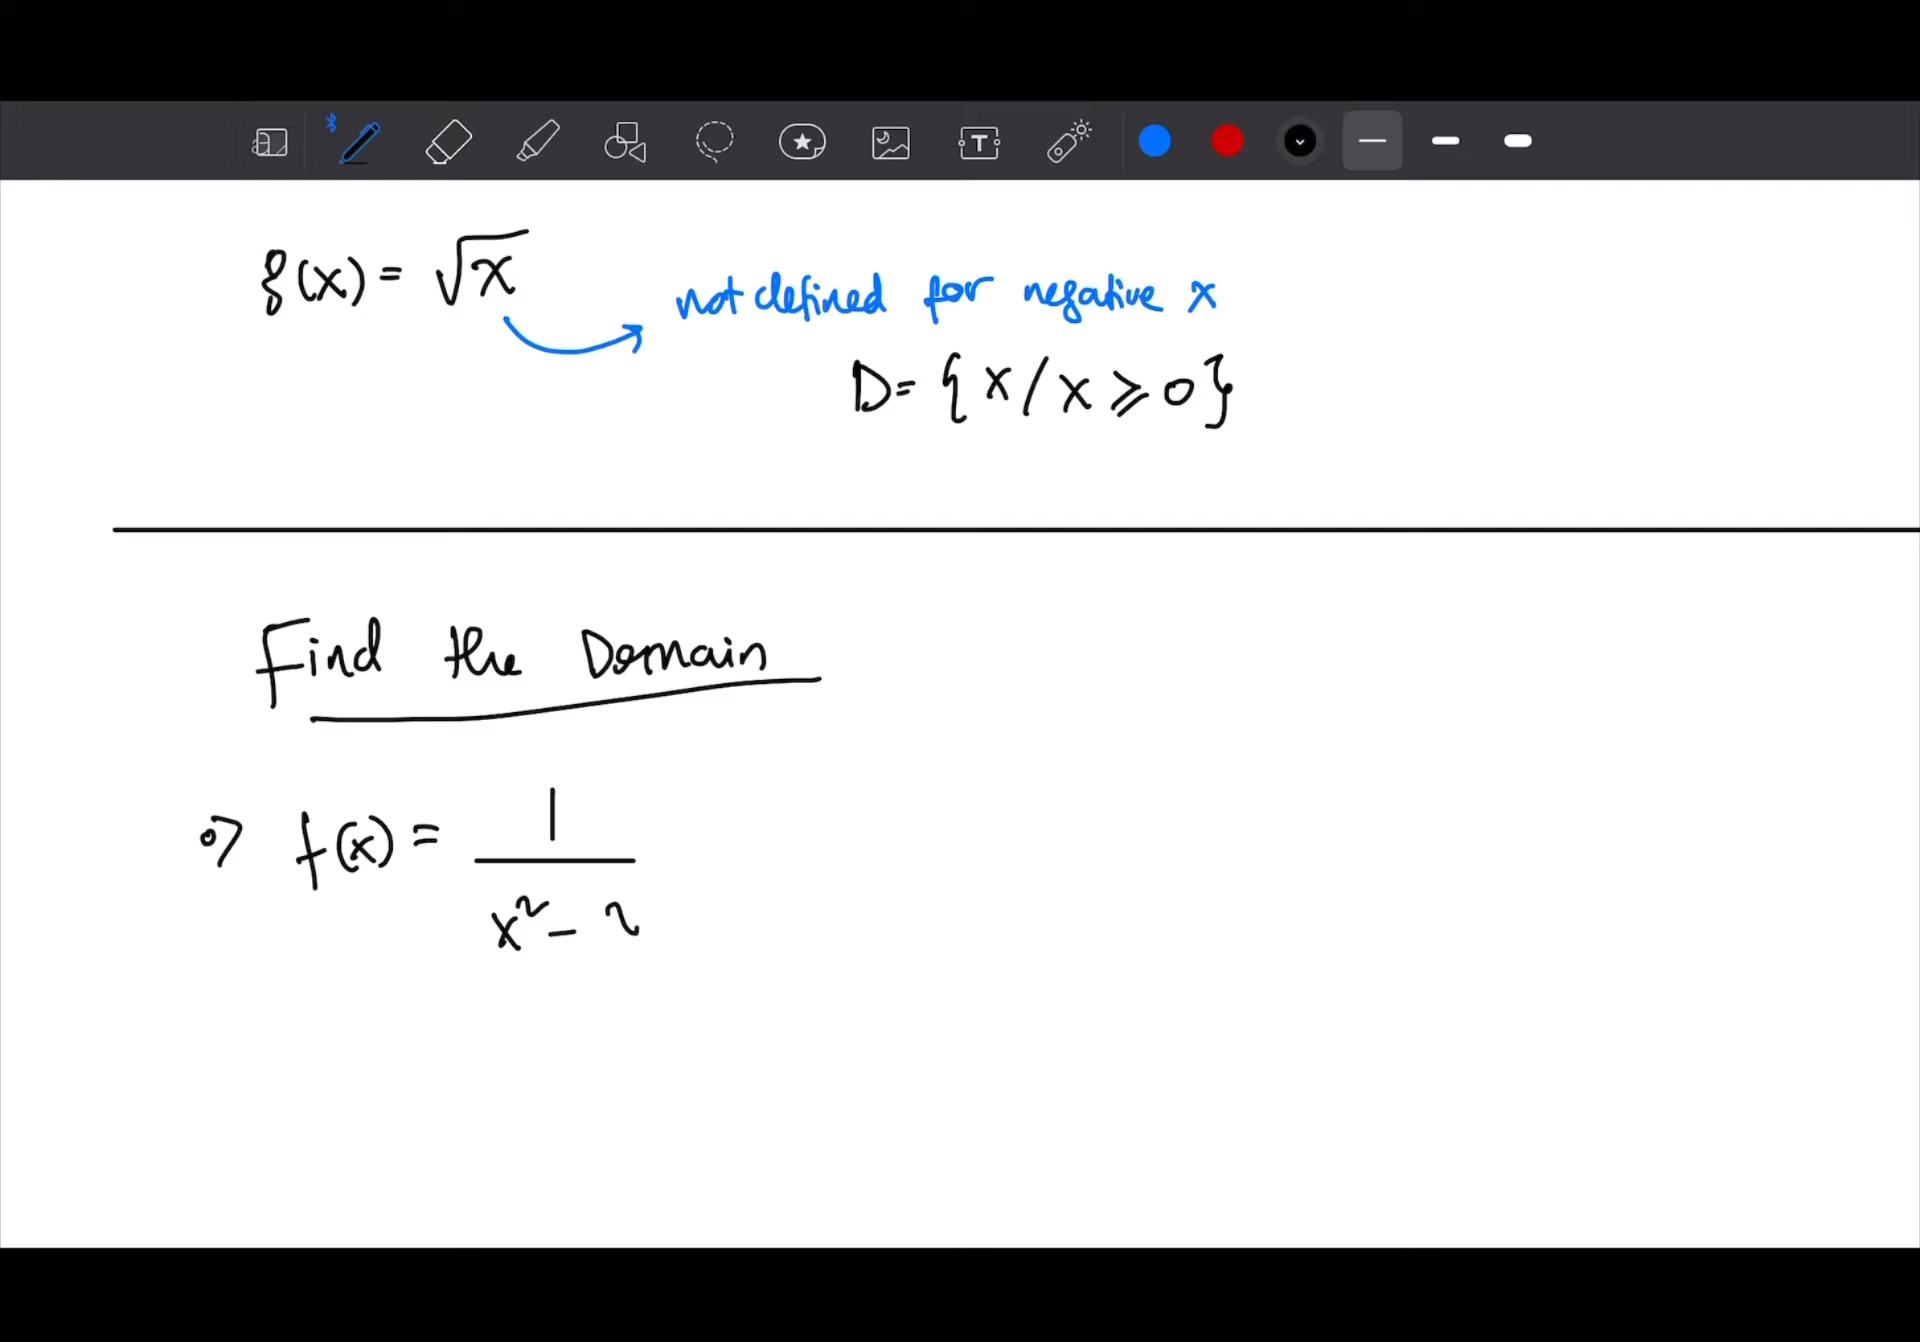 f(x) = √x
not defined for negative x
D = {x / x ⩾ 0}
Find the Domain
f(x) = 1 / x² - 2